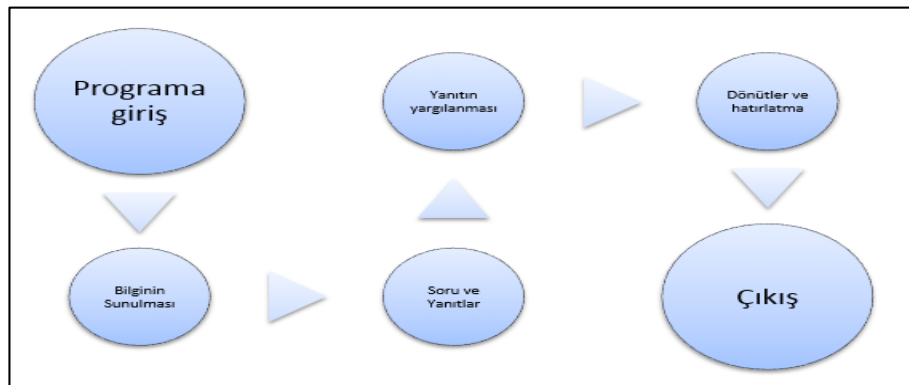 Programa
giriş
Bilginin
Sunulması
Soru ve
Yanıtlar
Yanıtın
yargılanması
Dönütler ve
hatırlatma
Çıkış